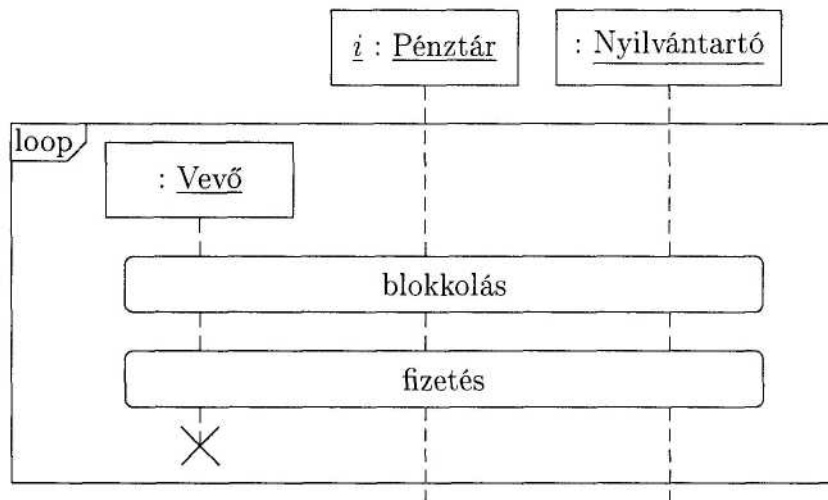 i : Pénztár
: Nyilvántartó
loop
: Vevő
blokkolás
fizetés